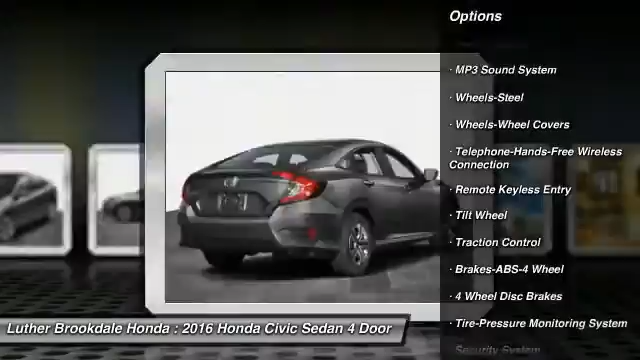 Options
· MP3 Sound System
· Wheels-Steel
· Wheels-Wheel Covers
· Telephone-Hands-Free Wireless
Connection
· Remote Keyless Entry
· Tilt Wheel
· Traction Control
· Brakes-ABS-4 Wheel
· 4 Wheel Disc Brakes
· Tire-Pressure Monitoring System
· Security System
Luther Brookdale Honda : 2016 Honda Civic Sedan 4 Door